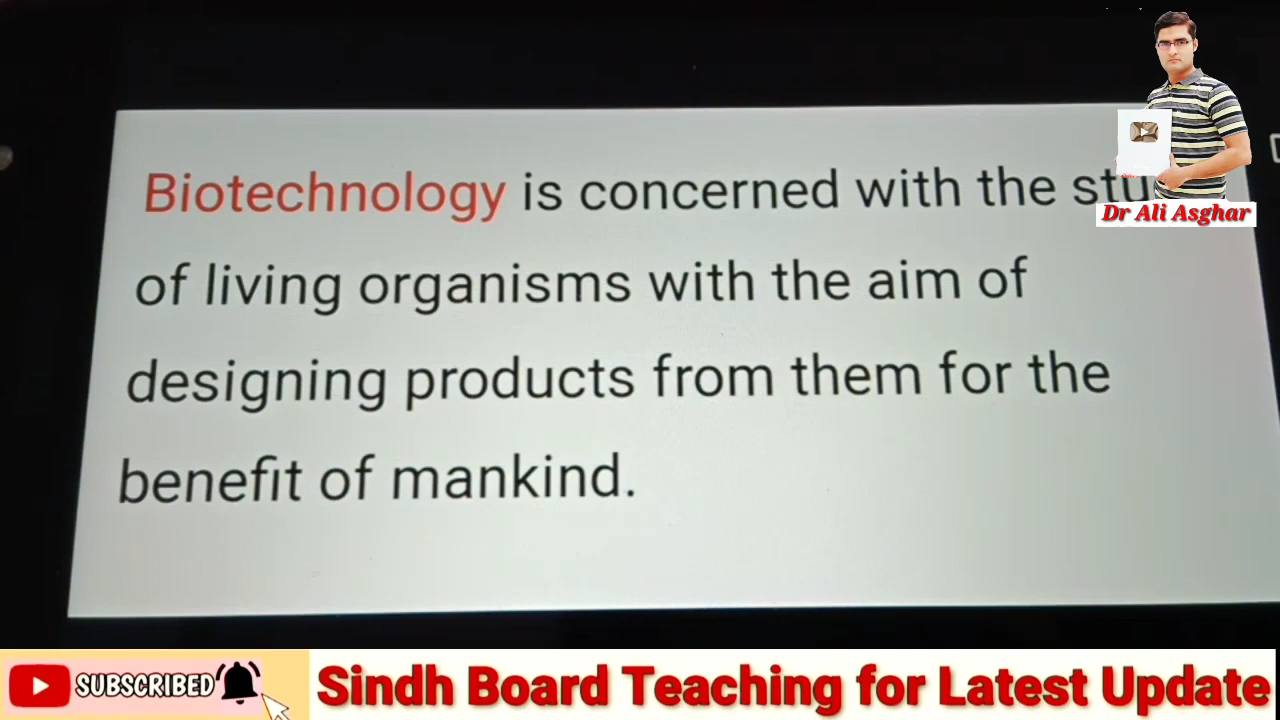 Biotechnology is concerned with the
of living organisms with the aim of
designing products from them for the
benefit of mankind.
Dr Ali Asghar
SUBSCRIBED
Sindh Board Teaching for Latest Update